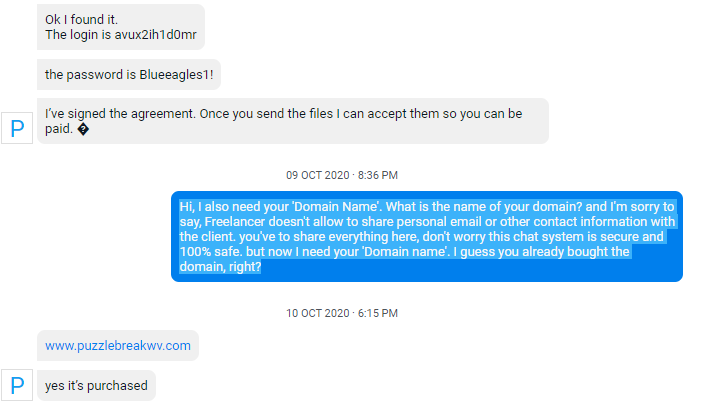 Ok I found it.
The login is avux2ih1d0mr
the password is Blueeagles1!
I've signed the agreement. Once you send the files I can accept them so you can
paid. �
P
09 OCT 2020 · 8:36 PM
Hi, I also need your 'Domain Name'. What is the name of your domain? and I'm sorry to
say, Freelancer doesn't allow to share personal email or other contact information with
the client. you've to share everything here, don't worry this chat system is secure and
100% safe. but now I need your 'Domain name'. I guess you already bought the
domain, right?
10 OCT 2020 · 6:15 PM
www.puzzlebreakwv.com
P
yes it's purchased